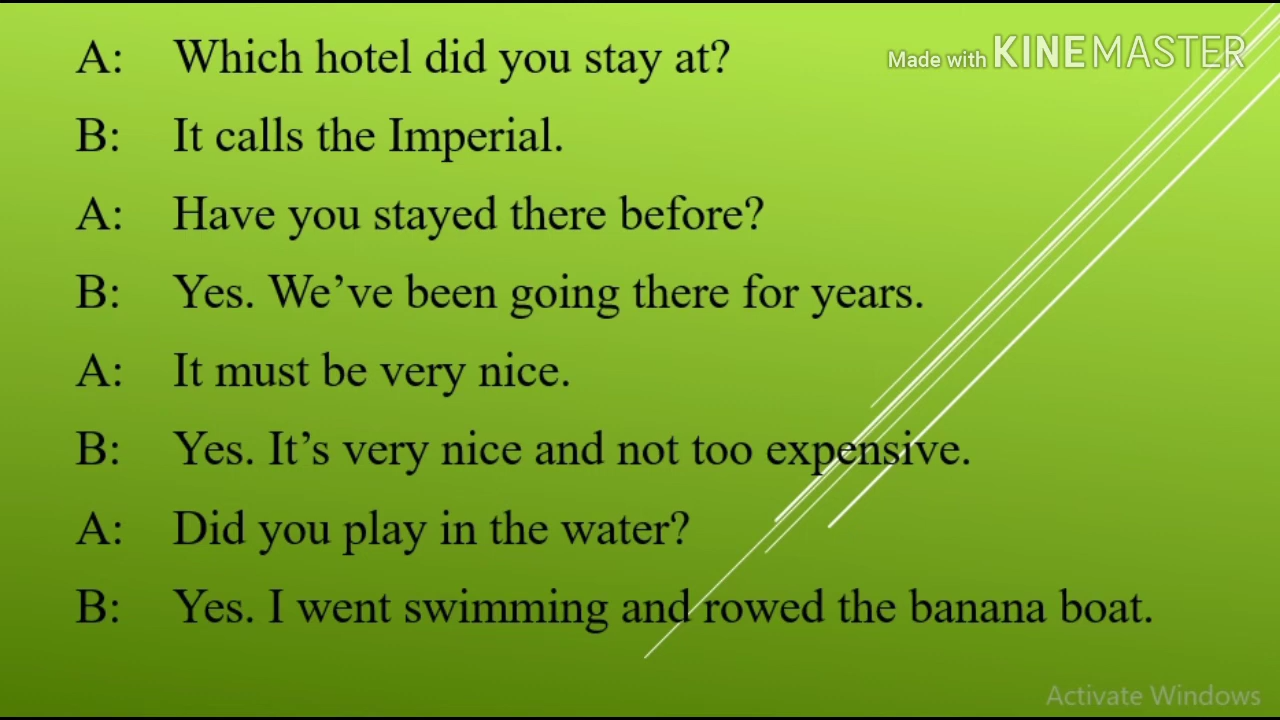 A: Which hotel did you stay at?
Made with KINEMASTER
B: It calls the Imperial.
A: Have you stayed there before?
B: Yes. We’ve been going there for years.
A: It must be very nice.
B: Yes. It’s very nice and not too expensive.
A: Did you play in the water?
B: Yes. I went swimming and rowed the banana boat.
Activate Windows